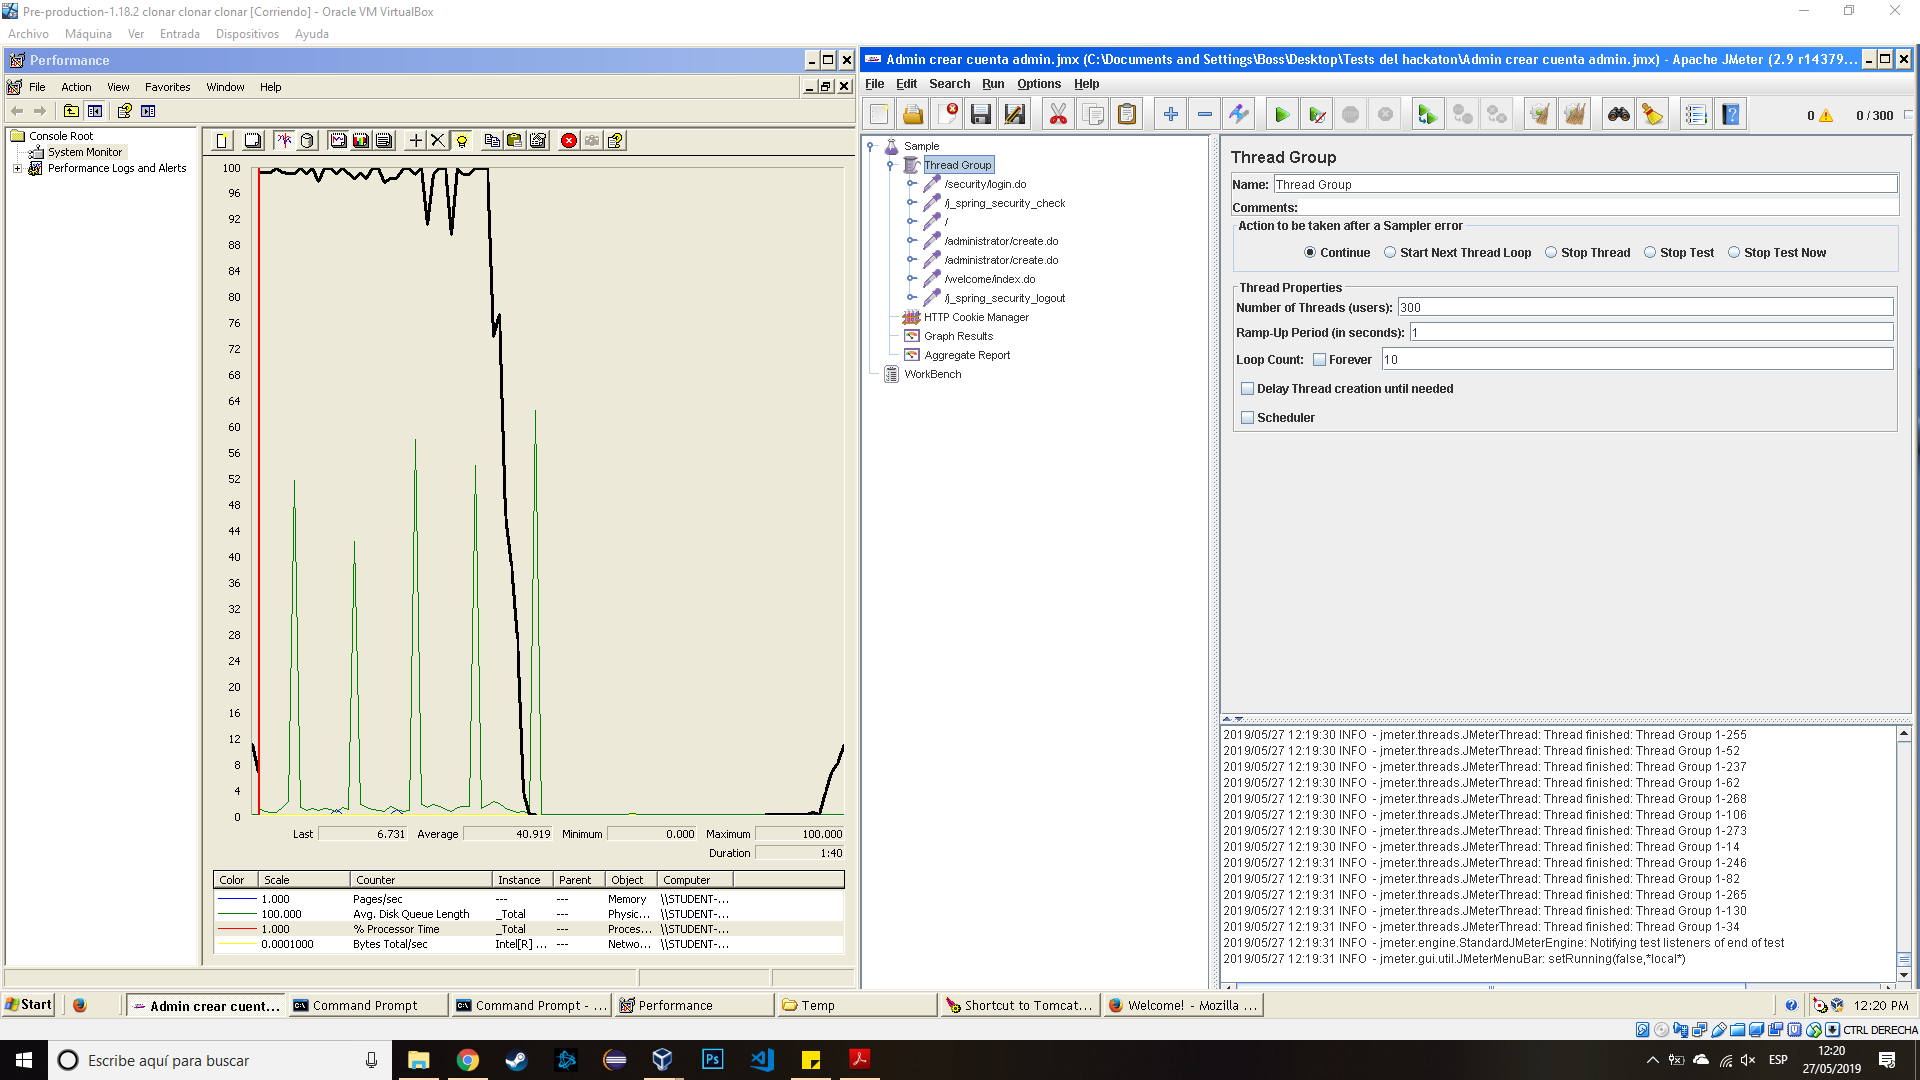 Pre-production-1.18.2 clonar clonar clonar [Corriendo] - Oracle VM VirtualBox
Archivo Máquina Ver Entrada Dispositivos Ayuda
Performance
File Action View Favorites Window Help
Console Root
System Monitor
Performance Logs and Alerts
100
96
92
88
84
80
76
72
68
64
60
56
52
48
44
40
36
32
28
24
20
16
12
8
4
0
Last 6.731 Average 40.919 Minimum 0.000 Maximum 100.000
Duration 1:40
Color Scale Counter Instance Parent Object Computer
1.000 Pages/sec --- --- Memory \\STUDENT-...
100.000 Avg. Disk Queue Length _Total --- Physic... \\STUDENT-...
1.000 % Processor Time _Total --- Proces... \\STUDENT-...
0.0001000 Bytes Total/sec Intel[R] ... --- Netwo... \\STUDENT-...
Admin crear cuenta admin.jmx (C:\Documents and Settings\Boss\Desktop\Tests del hackaton\Admin crear cuenta admin.jmx) - Apache JMeter (2.9 r14379...
File Edit Search Run Options Help
0 0 / 300
Sample
Thread Group
/security/login.do
/j_spring_security_check
/
/administrator/create.do
/administrator/create.do
/welcome/index.do
/j_spring_security_logout
HTTP Cookie Manager
Graph Results
Aggregate Report
WorkBench
Thread Group
Name: Thread Group
Comments:
Action to be taken after a Sampler error
Continue Start Next Thread Loop Stop Thread Stop Test Stop Test Now
Thread Properties
Number of Threads (users): 300
Ramp-Up Period (in seconds): 1
Loop Count: Forever 10
Delay Thread creation until needed
Scheduler
2019/05/27 12:19:30 INFO - jmeter.threads.JMeterThread: Thread finished: Thread Group 1-255
2019/05/27 12:19:30 INFO - jmeter.threads.JMeterThread: Thread finished: Thread Group 1-52
2019/05/27 12:19:30 INFO - jmeter.threads.JMeterThread: Thread finished: Thread Group 1-237
2019/05/27 12:19:30 INFO - jmeter.threads.JMeterThread: Thread finished: Thread Group 1-62
2019/05/27 12:19:30 INFO - jmeter.threads.JMeterThread: Thread finished: Thread Group 1-268
2019/05/27 12:19:30 INFO - jmeter.threads.JMeterThread: Thread finished: Thread Group 1-106
2019/05/27 12:19:30 INFO - jmeter.threads.JMeterThread: Thread finished: Thread Group 1-273
2019/05/27 12:19:30 INFO - jmeter.threads.JMeterThread: Thread finished: Thread Group 1-14
2019/05/27 12:19:31 INFO - jmeter.threads.JMeterThread: Thread finished: Thread Group 1-246
2019/05/27 12:19:31 INFO - jmeter.threads.JMeterThread: Thread finished: Thread Group 1-82
2019/05/27 12:19:31 INFO - jmeter.threads.JMeterThread: Thread finished: Thread Group 1-265
2019/05/27 12:19:31 INFO - jmeter.threads.JMeterThread: Thread finished: Thread Group 1-130
2019/05/27 12:19:31 INFO - jmeter.threads.JMeterThread: Thread finished: Thread Group 1-34
2019/05/27 12:19:31 INFO - jmeter.engine.StandardJMeterEngine: Notifying test listeners of end of test
2019/05/27 12:19:31 INFO - jmeter.gui.util.JMeterMenuBar: setRunning(false,*local*)
Start Admin crear cuent... Command Prompt Command Prompt - ... Performance Temp Shortcut to Tomcat... Welcome! - Mozilla ... 12:20 PM
CTRL DERECHA
Escribe aquí para buscar
Ps
ESP
12:20
27/05/2019